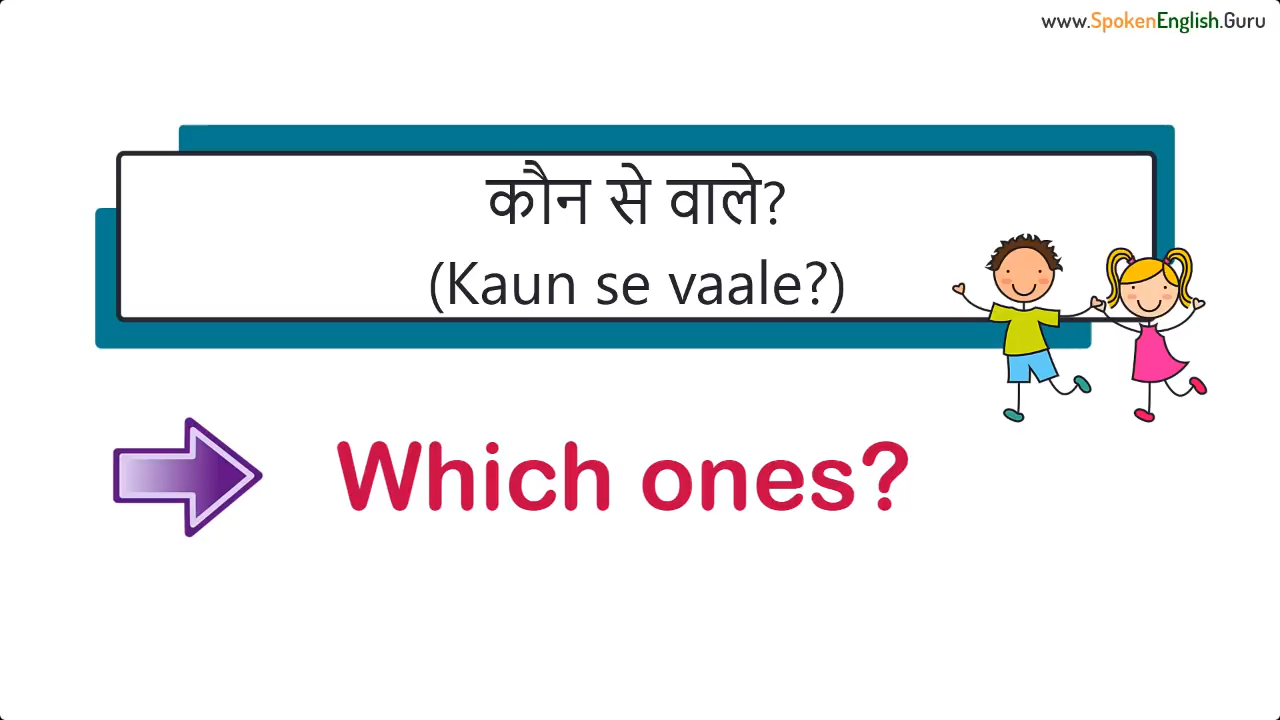 www.SpokenEnglish.Guru
कौन से वाले?
(Kaun se vaale?)
Which ones?